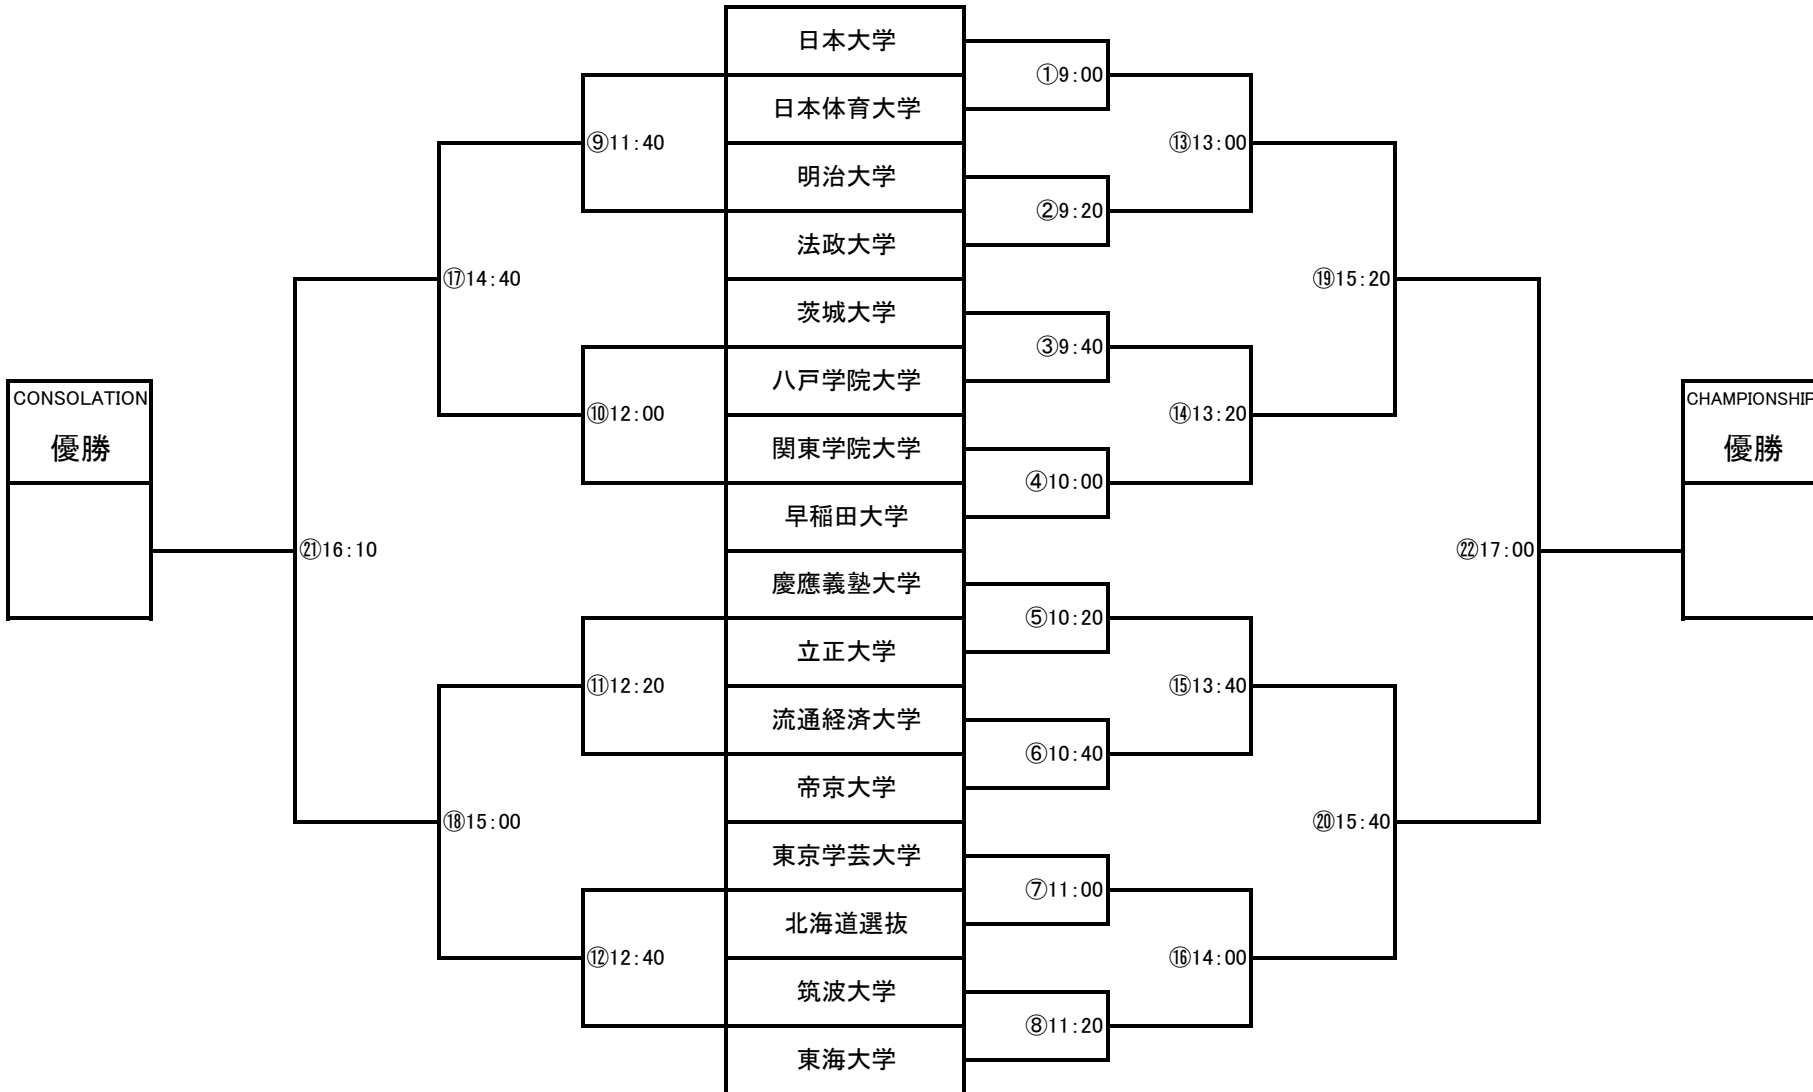 日本大学
①9:00
日本体育大学
⑨11:40
⑬13:00
明治大学
②9:20
法政大学
⑰14:40
⑲15:20
茨城大学
③9:40
八戸学院大学
CONSOLATION
優勝
⑩12:00
⑭13:20
CHAMPIONSHIP
優勝
関東学院大学
④10:00
早稲田大学
㉑16:10
㉒17:00
慶應義塾大学
⑤10:20
立正大学
⑪12:20
⑮13:40
流通経済大学
⑥10:40
帝京大学
⑱15:00
⑳15:40
東京学芸大学
⑦11:00
北海道選抜
⑫12:40
⑯14:00
筑波大学
⑧11:20
東海大学